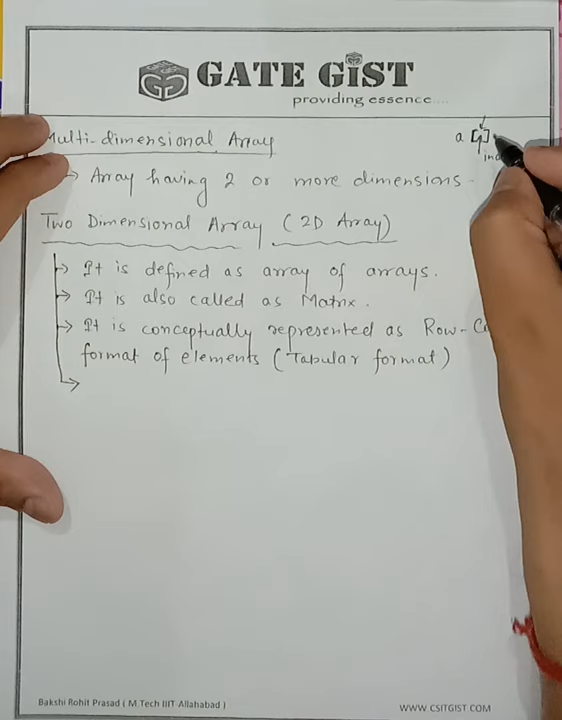 GATE GiST
providing essence....
Multi-dimensional Array
a [ ]
→ Array having 2 or more dimensions.
Two Dimensional Array (2D Array)
→ It is defined as array of arrays.
→ It is also called as Matrix.
→ It is conceptually represented as Row-
format of elements (Tabular format)
Bakshi Rohit Prasad ( M.Tech IIIT Allahabad )
WWW.CSITGIST.COM